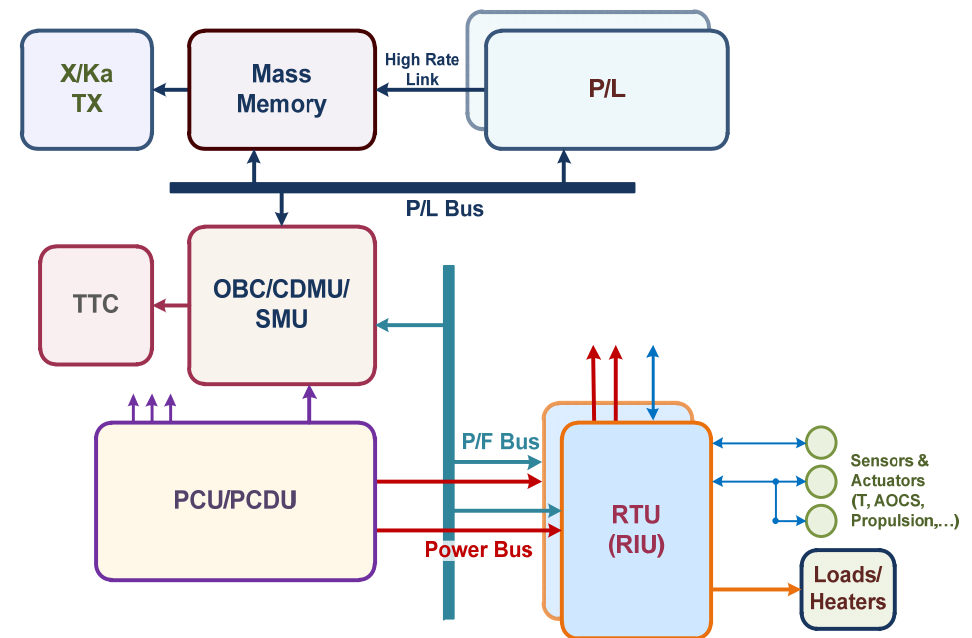 X/Ka
TX
Mass
Memory
High Rate
Link
P/L
P/L Bus
TTC
OBC/CDMU/
SMU
P/F Bus
PCU/PCDU
Power Bus
RTU
(RIU)
Sensors &
Actuators
(T, AOCS,
Propulsion,...)
Loads/
Heaters